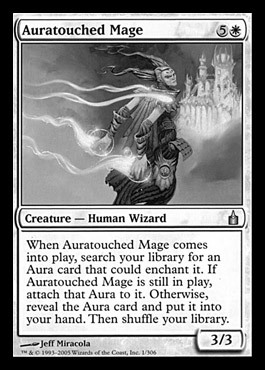 Auratouched Mage 5
Creature — Human Wizard
When Auratouched Mage comes
into play, search your library for an
Aura card that could enchant it. If
Auratouched Mage is still in play,
attach that Aura to it. Otherwise,
reveal the Aura card and put it into
your hand. Then shuffle your library.
Jeff Miracola
3/3
™ & © 1993–2005 Wizards of the Coast, Inc. 1/306